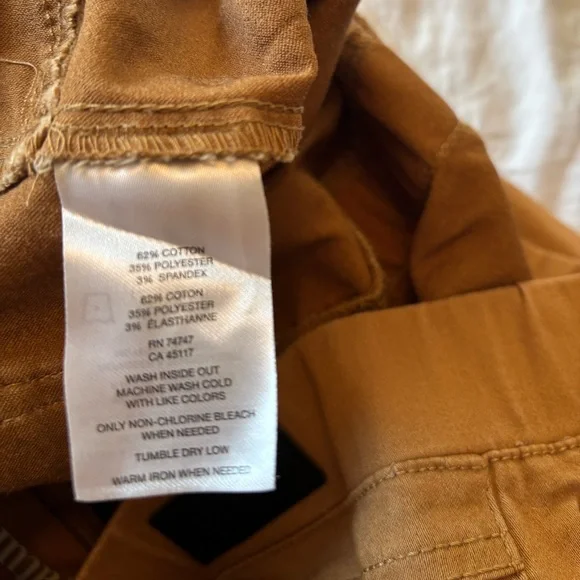 62% COTTON
35% POLYESTER
3% SPANDEX
62% COTON
35% POLYESTER
3% ÉLASTHANNE
RN 74747
CA 45117
WASH INSIDE OUT
MACHINE WASH COLD
WITH LIKE COLORS
ONLY NON-CHLORINE BLEACH
WHEN NEEDED
TUMBLE DRY LOW
WARM IRON WHEN NEEDED